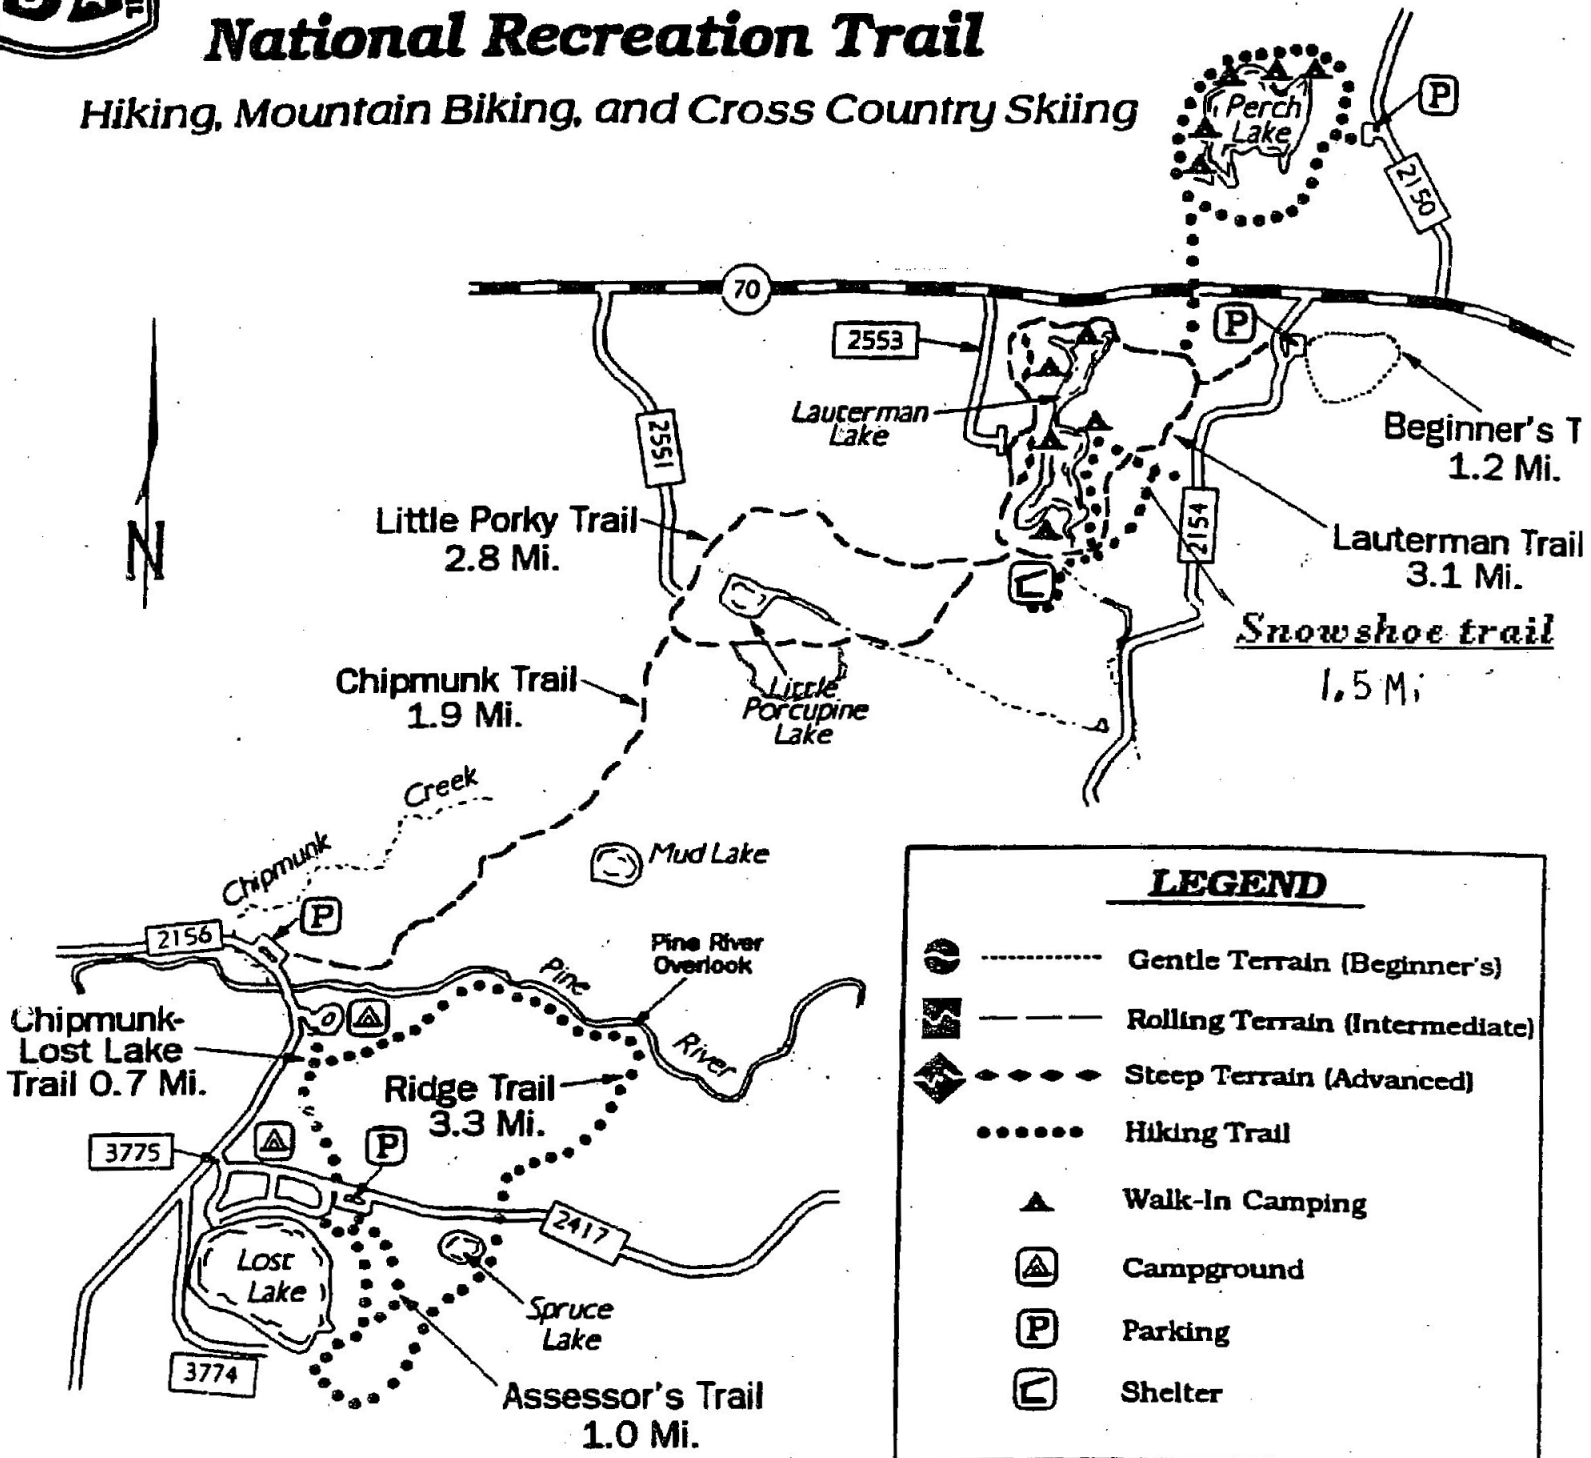 National Recreation Trail
Hiking, Mountain Biking, and Cross Country Skiing
Perch
Lake
P
2150
70
P
2553
Lauterman
Lake
2551
Beginner's T
1.2 Mi.
Little Porky Trail
2.8 Mi.
2154
Lauterman Trail
3.1 Mi.
N
Snowshoe trail
1.5 Mi
Chipmunk Trail
1.9 Mi.
Little
Porcupine
Lake
Chipmunk Creek
Mud Lake
P
2156
Pine River
Overlook
Pine River
Chipmunk-
Lost Lake
Trail 0.7 Mi.
Ridge Trail
3.3 Mi.
3775
P
2417
Lost
Lake
Spruce
Lake
3774
Assessor's Trail
1.0 Mi.
LEGEND
Gentle Terrain (Beginner's)
Rolling Terrain (Intermediate)
Steep Terrain (Advanced)
Hiking Trail
Walk-In Camping
Campground
P Parking
Shelter